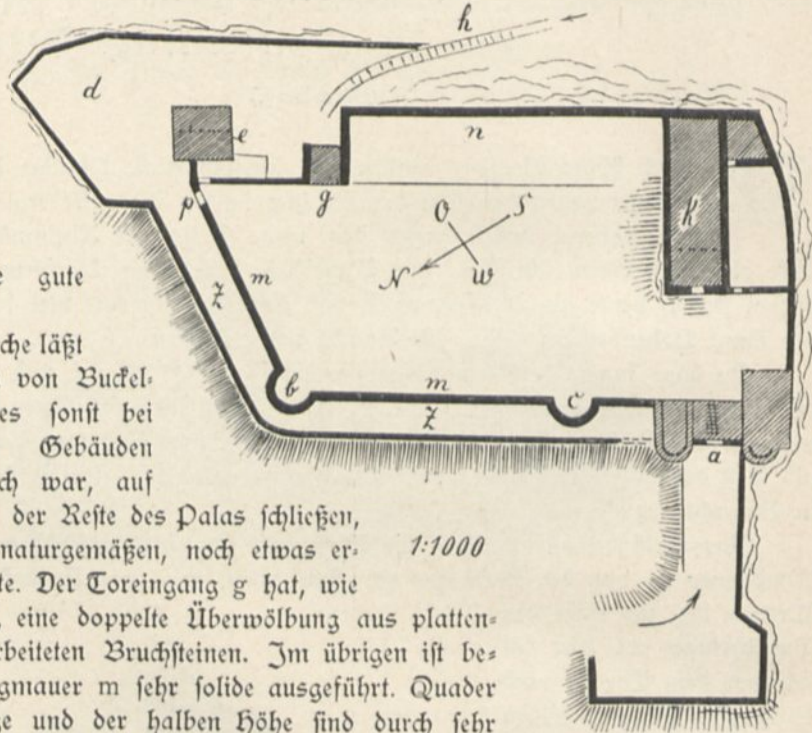 h
d
e
n
g
p
K
O
S
N
W
m
z
b
m
c
z
a
1:1000
gute
che läßt
von Buckel-
es sonst bei
Gebäuden
ch war, auf
der Reste des Palas schließen,
naturgemäßen, noch etwas er-
te. Der Toreingang g hat, wie
, eine doppelte Überwölbung aus platten-
rbeiteten Bruchsteinen. Im übrigen ist be-
gmauer m sehr solide ausgeführt. Quader
ge und der halben Höhe sind durch sehr